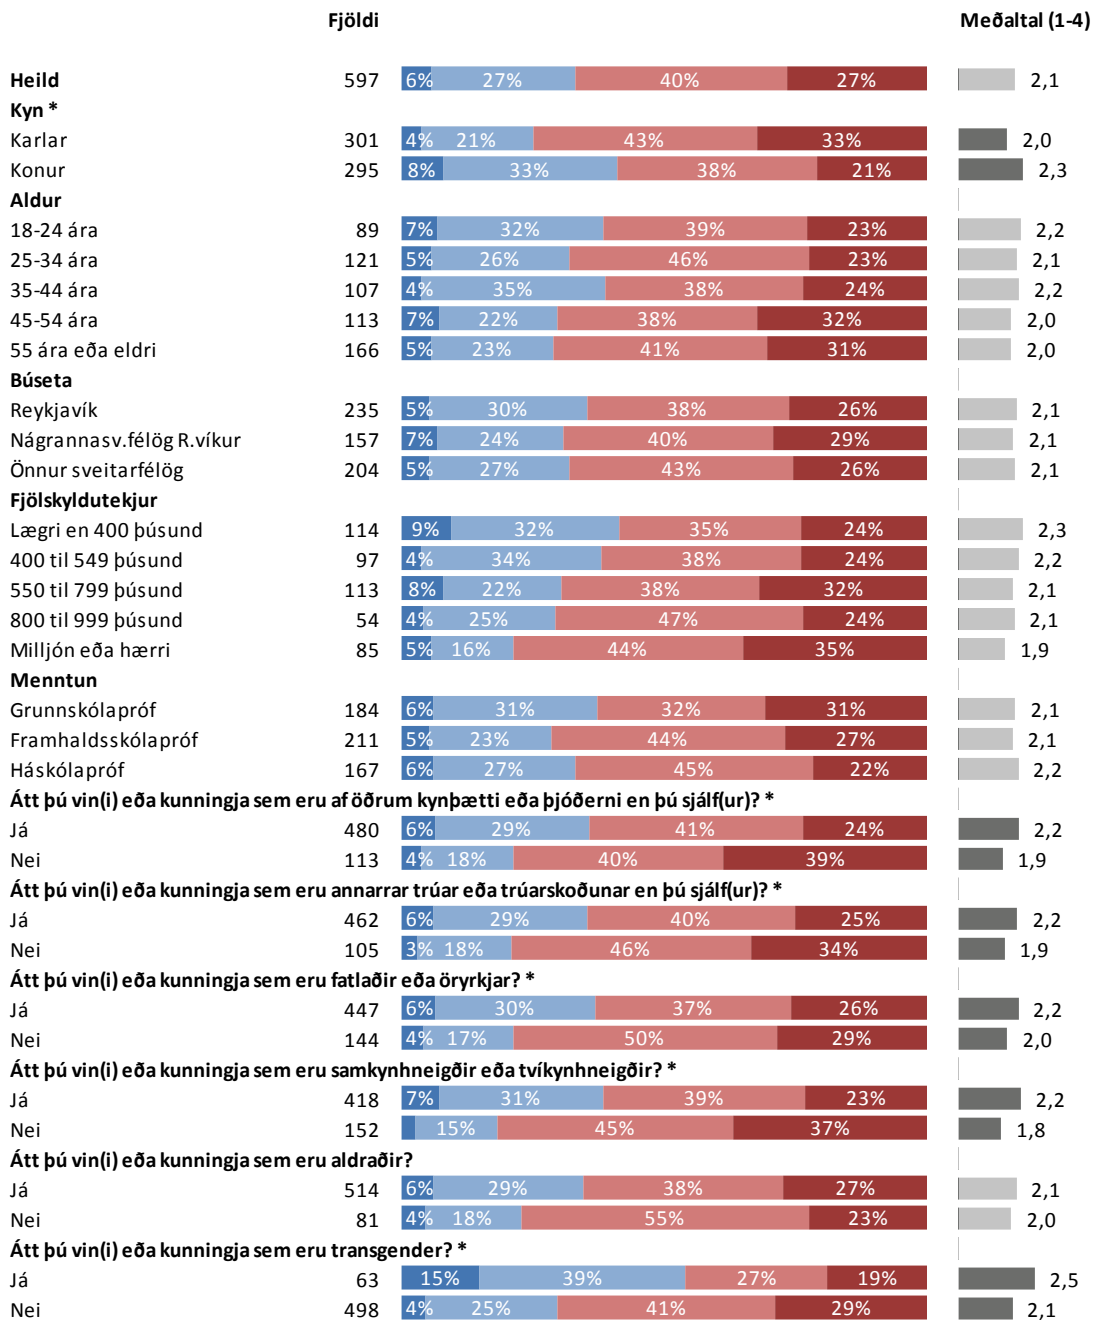 Fjöldi Meðaltal (1-4)
Heild 597 6% 27% 40% 27% 2,1
Kyn *
Karlar 301 4% 21% 43% 33% 2,0
Konur 295 8% 33% 38% 21% 2,3
Aldur
18-24 ára 89 7% 32% 39% 23% 2,2
25-34 ára 121 5% 26% 46% 23% 2,1
35-44 ára 107 4% 35% 38% 24% 2,2
45-54 ára 113 7% 22% 38% 32% 2,0
55 ára eða eldri 166 5% 23% 41% 31% 2,0
Búseta
Reykjavík 235 5% 30% 38% 26% 2,1
Nágrannasv.félög R.víkur 157 7% 24% 40% 29% 2,1
Önnur sveitarfélög 204 5% 27% 43% 26% 2,1
Fjölskyldutekjur
Lægri en 400 þúsund 114 9% 32% 35% 24% 2,3
400 til 549 þúsund 97 4% 34% 38% 24% 2,2
550 til 799 þúsund 113 8% 22% 38% 32% 2,1
800 til 999 þúsund 54 4% 25% 47% 24% 2,1
Milljón eða hærri 85 5% 16% 44% 35% 1,9
Menntun
Grunnskólapróf 184 6% 31% 32% 31% 2,1
Framhaldsskólapróf 211 5% 23% 44% 27% 2,1
Háskólapróf 167 6% 27% 45% 22% 2,2
Átt þú vin(i) eða kunningja sem eru af öðrum kynþætti eða þjóðerni en þú sjálf(ur)? *
Já 480 6% 29% 41% 24% 2,2
Nei 113 4% 18% 40% 39% 1,9
Átt þú vin(i) eða kunningja sem eru annarrar trúar eða trúarskoðunar en þú sjálf(ur)? *
Já 462 6% 29% 40% 25% 2,2
Nei 105 3% 18% 46% 34% 1,9
Átt þú vin(i) eða kunningja sem eru fatlaðir eða öryrkjar? *
Já 447 6% 30% 37% 26% 2,2
Nei 144 4% 17% 50% 29% 2,0
Átt þú vin(i) eða kunningja sem eru samkynhneigðir eða tvíkynhneigðir? *
Já 418 7% 31% 39% 23% 2,2
Nei 152 15% 45% 37% 1,8
Átt þú vin(i) eða kunningja sem eru aldraðir?
Já 514 6% 29% 38% 27% 2,1
Nei 81 4% 18% 55% 23% 2,0
Átt þú vin(i) eða kunningja sem eru transgender? *
Já 63 15% 39% 27% 19% 2,5
Nei 498 4% 25% 41% 29% 2,1